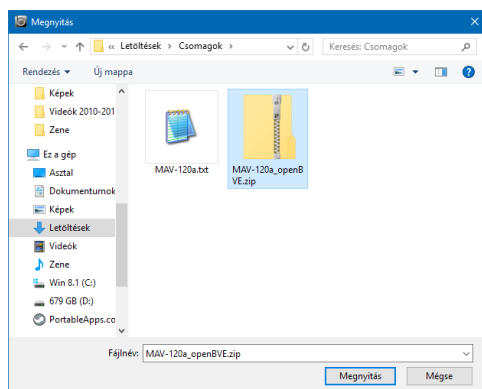 Megnyitás
« Letöltések > Csomagok >
Keresés: Csomagok
Rendezés
Új mappa
Képek
Videók 2010-201
Zene
Ez a gép
Asztal
Dokumentumok
Képek
Letöltések
Videók
Zene
Win 8.1 (C:)
679 GB (D:)
PortableApps.co
MAV-120a.txt
MAV-120a_openB
VE.zip
Fájlnév: MAV-120a_openBVE.zip
Megnyitás
Mégse